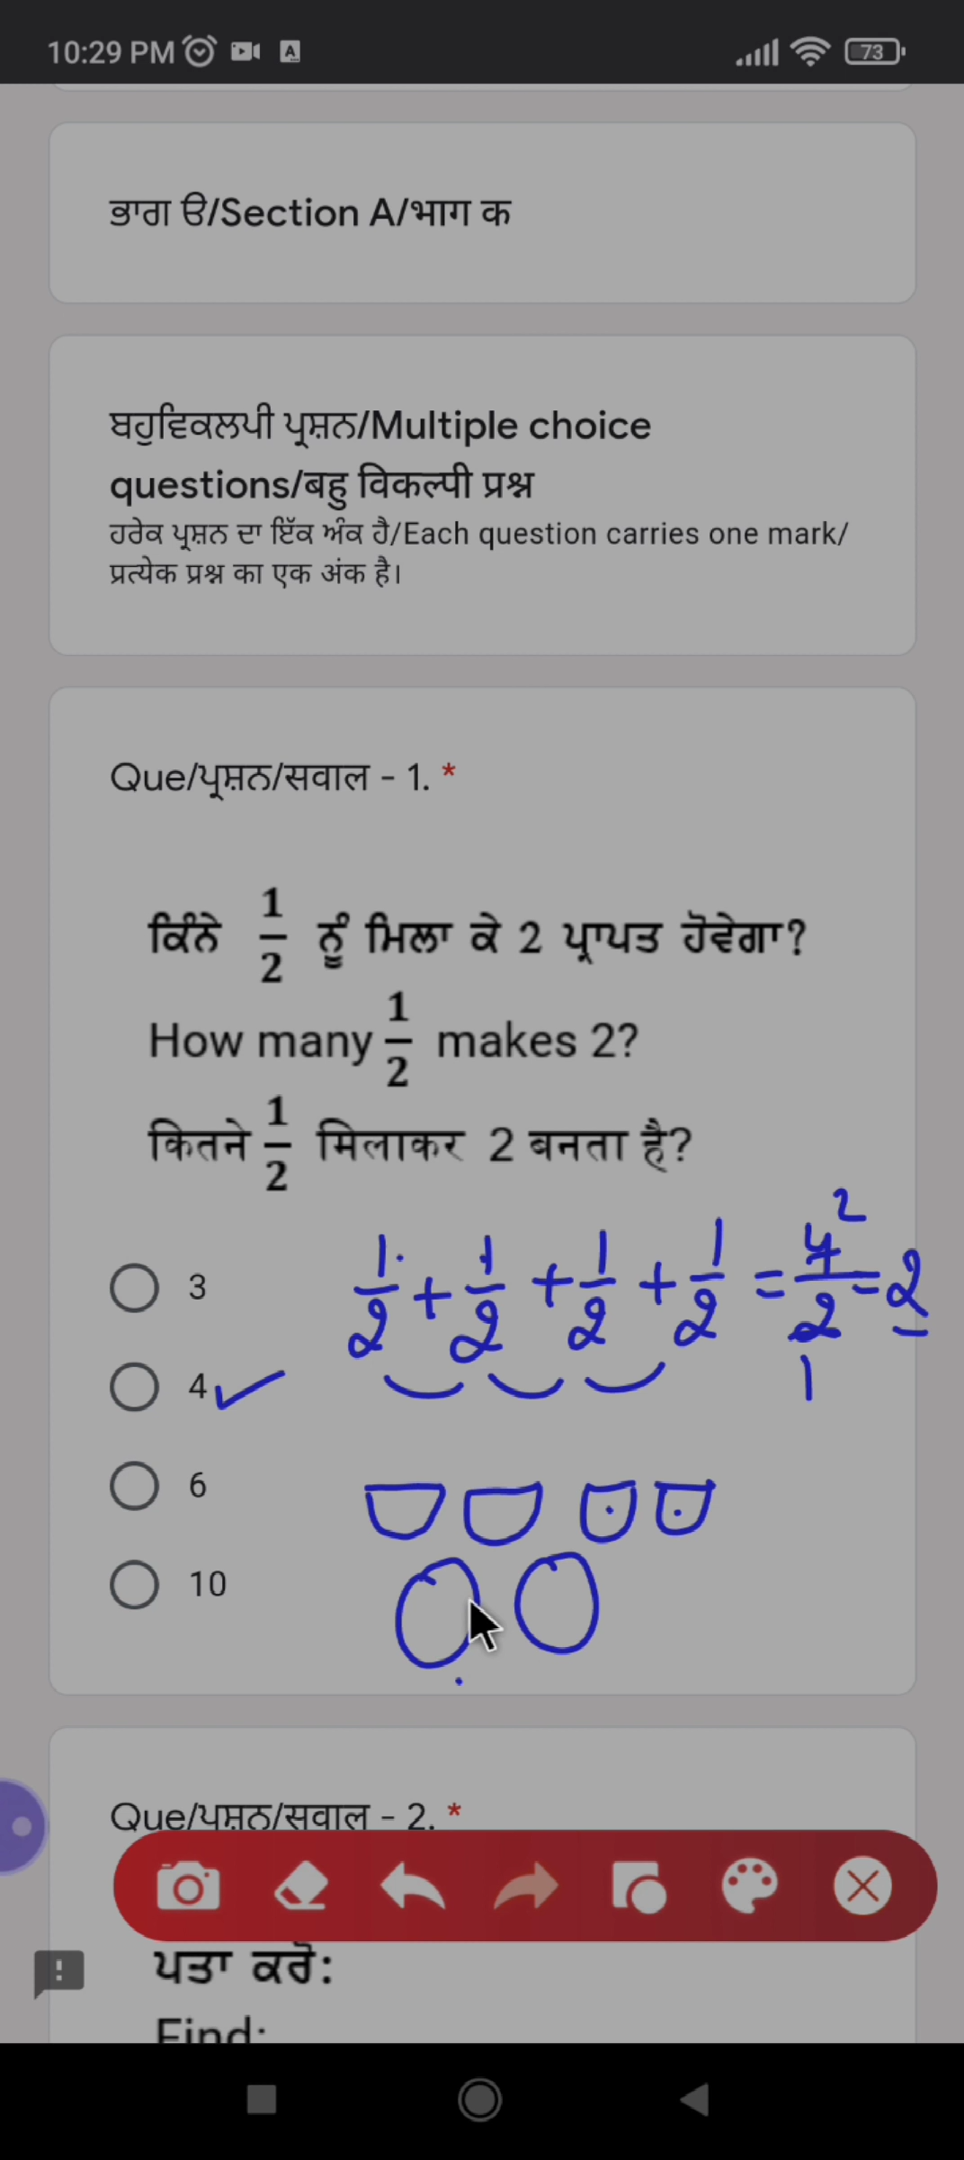 10:29 PM A 73
ਭਾਗ ੳ/Section A/भाग क
ਬਹੁਵਿਕਲਪੀ ਪ੍ਰਸ਼ਨ/Multiple choice
questions/बहु विकल्पी प्रश्न
ਹਰੇਕ ਪ੍ਰਸ਼ਨ ਦਾ ਇੱਕ ਅੰਕ ਹੈ/Each question carries one mark/
प्रत्येक प्रश्न का एक अंक है।
Que/ਪ੍ਰਸ਼ਨ/सवाल - 1. *
ਕਿੰਨੇ 1/2 ਨੂੰ ਮਿਲਾ ਕੇ 2 ਪ੍ਰਾਪਤ ਹੋਵੇਗਾ?
How many 1/2 makes 2?
कितने 1/2 मिलाकर 2 बनता है?
3
1/2 + 1/2 + 1/2 + 1/2 = 4/2 = 2
2
1
4 ✓
6
10
Que/ਪ੍ਰਸ਼ਨ/सवाल - 2. *
ਪਤਾ ਕਰੋ:
Find: